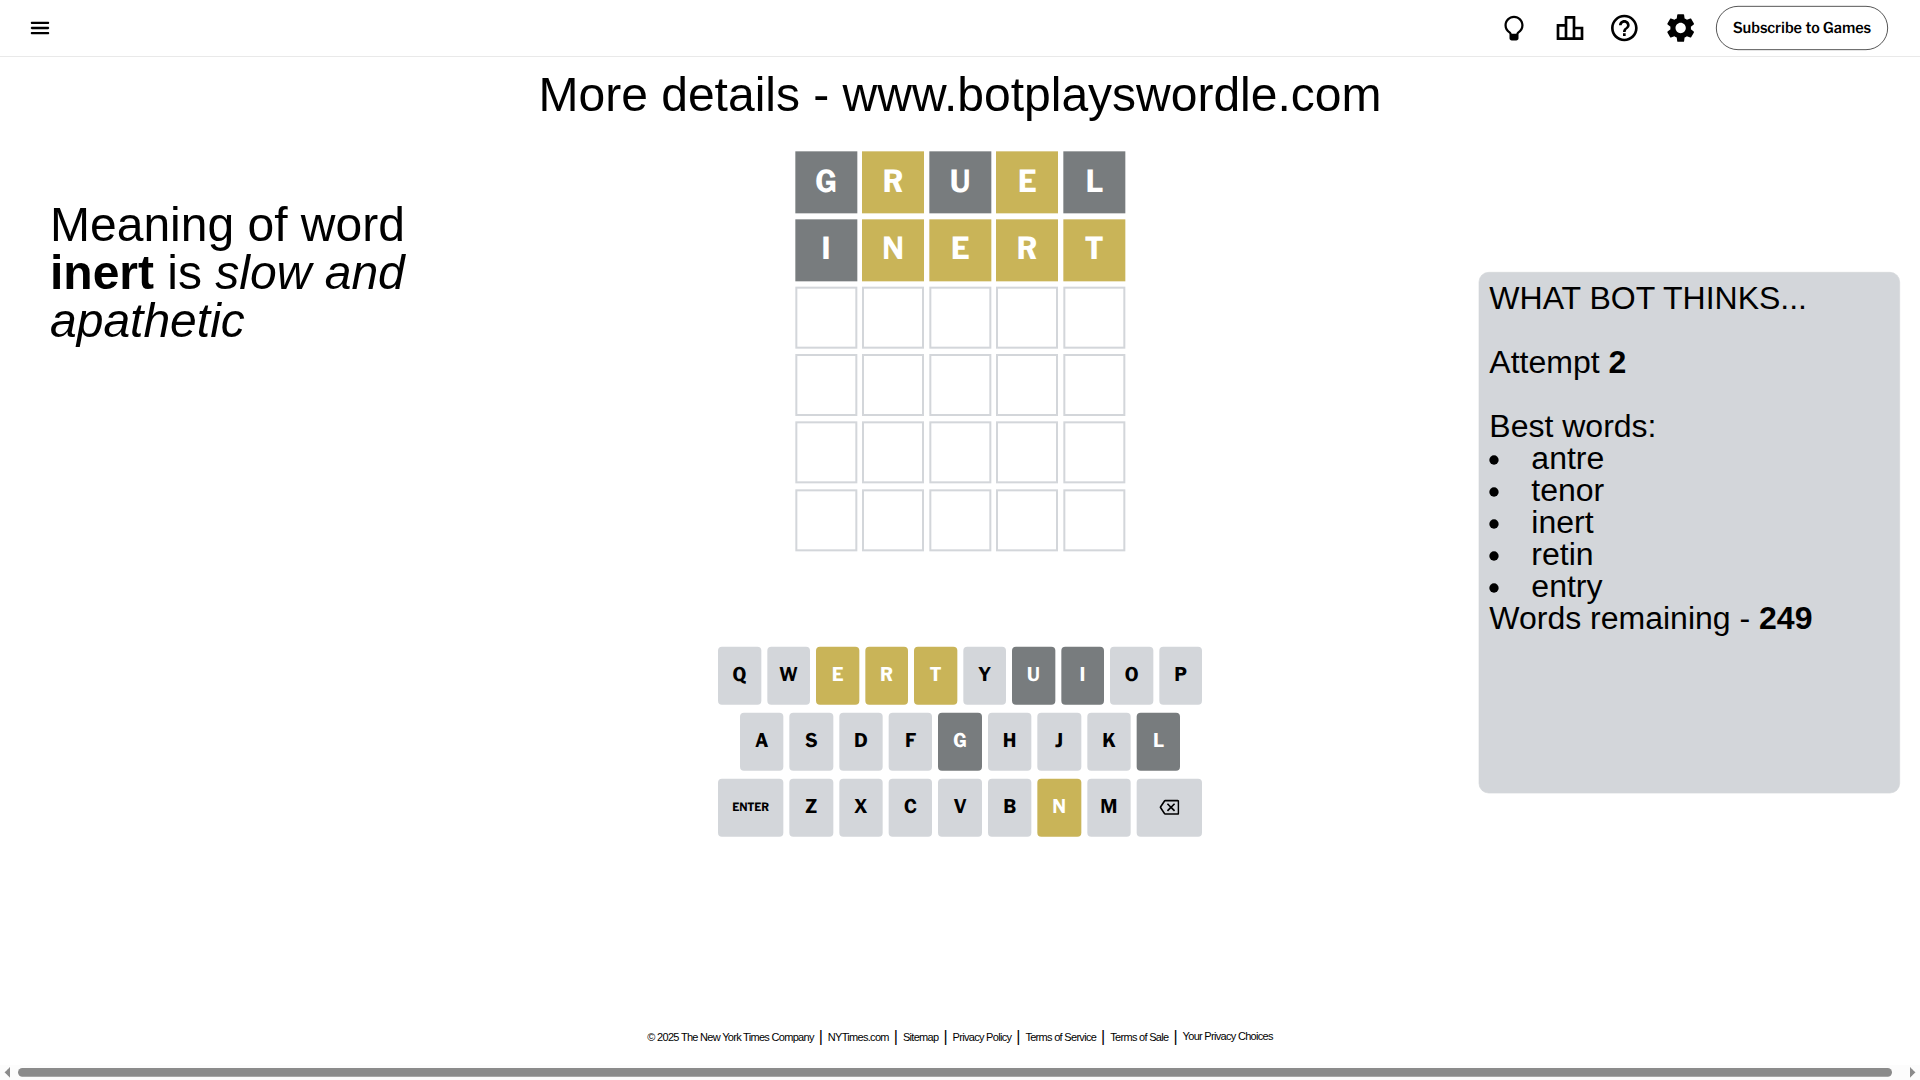 Subscribe to Games
More details - www.botplayswordle.com
Meaning of word
inert is slow and
apathetic
G R U E L
I N E R T
WHAT BOT THINKS...
Attempt 2
Best words:
• antre
• tenor
• inert
• retin
• entry
Words remaining - 249
Q W E R T Y U I O P
A S D F G H J K L
ENTER Z X C V B N M
© 2025 The New York Times Company | NYTimes.com | Sitemap | Privacy Policy | Terms of Service | Terms of Sale | Your Privacy Choices